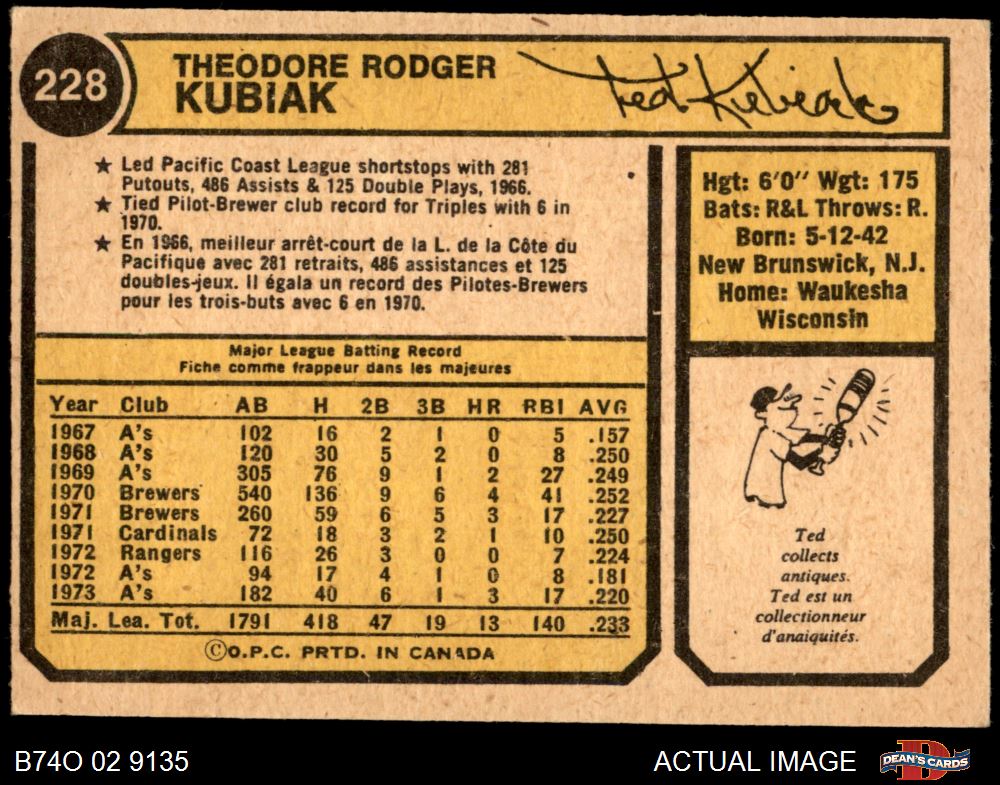 228
THEODORE RODGER
KUBIAK
Ted Kubiak
★ Led Pacific Coast League shortstops with 281
Putouts, 486 Assists & 125 Double Plays, 1966.
★ Tied Pilot-Brewer club record for Triples with 6 in
1970.
★ En 1966, meilleur arrêt-court de la L. de la Côte du
Pacifique avec 281 retraits, 486 assistances et 125
doubles-jeux. Il égala un record des Pilotes-Brewers
pour les trois-buts avec 6 en 1970.
Hgt: 6'0" Wgt: 175
Bats: R&L Throws: R.
Born: 5-12-42
New Brunswick, N.J.
Home: Waukesha
Wisconsin
Major League Batting Record
Fiche comme frappeur dans les majeures
Year Club AB H 2B 3B HR RBI AVG
1967 A's 102 16 2 1 0 5 .157
1968 A's 120 30 5 2 0 8 .250
1969 A's 305 76 9 1 2 27 .249
1970 Brewers 540 136 9 6 4 41 .252
1971 Brewers 260 59 6 5 3 17 .227
1971 Cardinals 72 18 3 2 1 10 .250
1972 Rangers 116 26 3 0 0 7 .224
1972 A's 94 17 4 1 0 8 .181
1973 A's 182 40 6 1 3 17 .220
Maj. Lea. Tot. 1791 418 47 19 13 140 .233
©O.P.C. PRTD. IN CANADA
Ted
collects
antiques.
Ted est un
collectionneur
d'anaiquités.
B74O 02 9135
ACTUAL IMAGE
D
DEAN'S CARDS